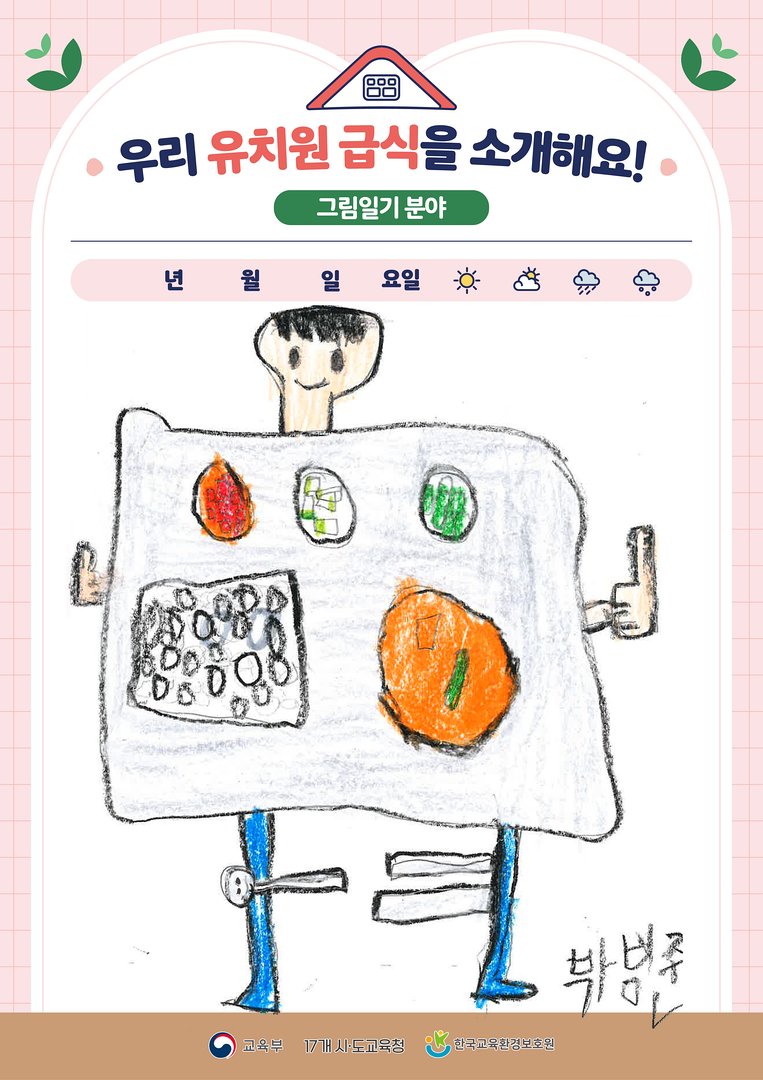 우리 유치원 급식을 소개해요!
그림일기 분야
년 월 일 요일
박범준
교육부 17개 시·도교육청 한국교육환경보호원